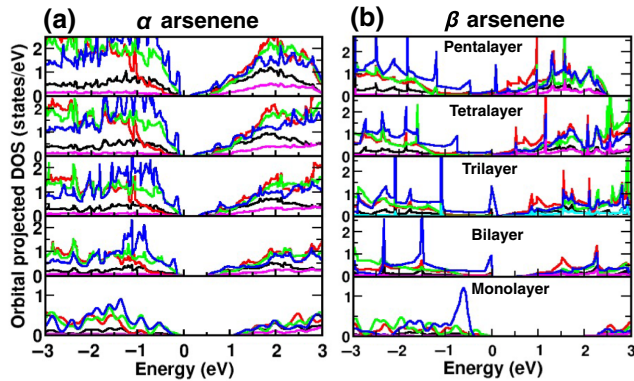 (a) α arsenene
(b) β arsenene
Orbital projected DOS (states/eV)
2
1
0
2
1
0
2
1
0
2
1
0
1
0
−3 −2 −1 0 1 2 3
Energy (eV)
Pentalayer
Tetralayer
Trilayer
Bilayer
Monolayer
2
1
0
2
1
0
2
1
0
2
1
0
1
0
−3 −2 −1 0 1 2 3
Energy (eV)